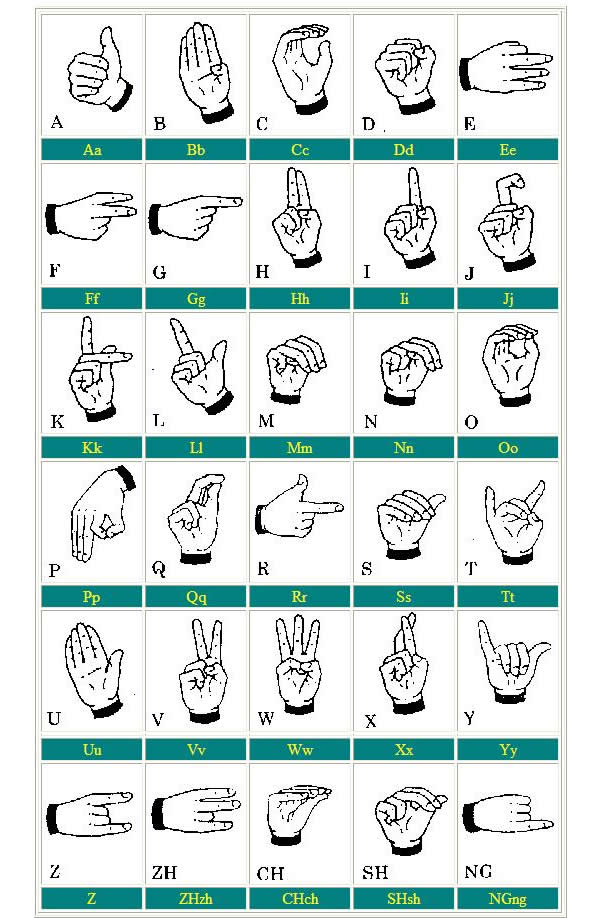 A B C D E
Aa Bb Cc Dd Ee
F G H I J
Ff Gg Hh Ii Jj
K L M N O
Kk Ll Mm Nn Oo
P Q R S T
Pp Qq Rr Ss Tt
U V W X Y
Uu Vv Ww Xx Yy
Z ZH CH SH NG
Z ZHzh CHch SHsh NGng